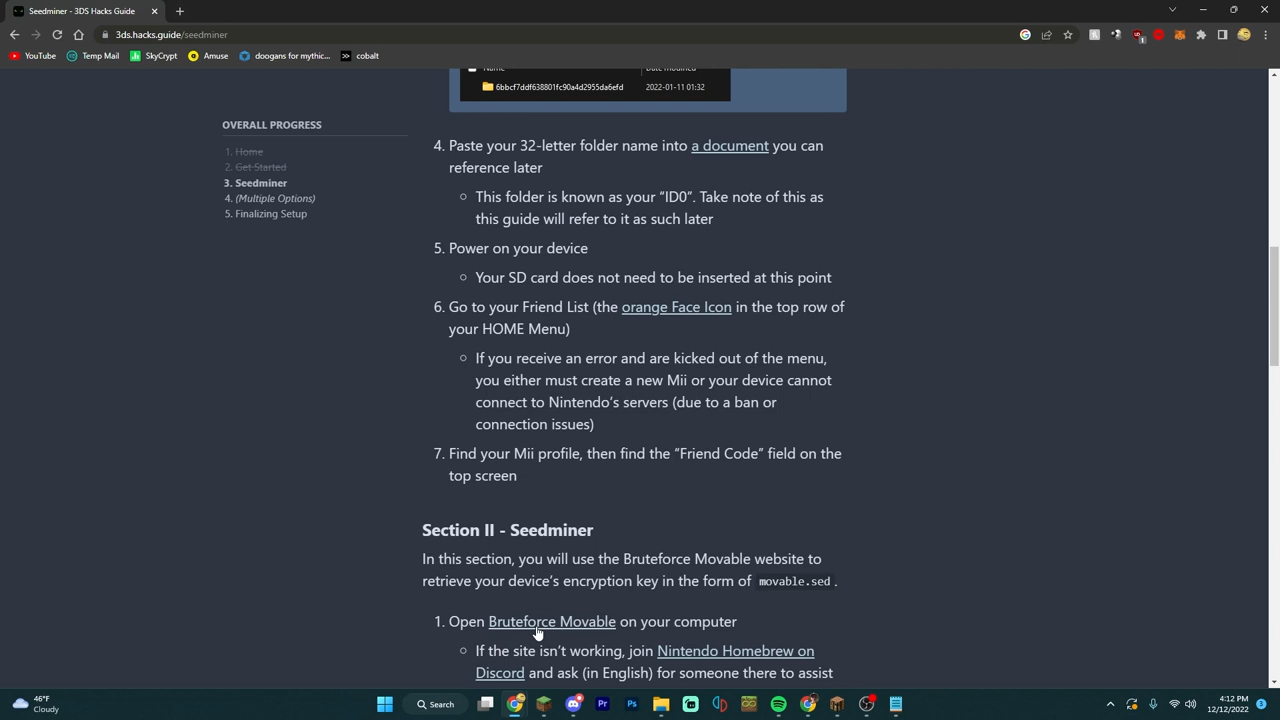 Seedminer - 3DS Hacks Guide
3ds.hacks.guide/seedminer
YouTube Temp Mail SkyCrypt Amuse doogans for mythic... cobalt
Name Date modified
6bbcf7ddf638801fc90a4d2955da6efd 2022-01-11 01:32
OVERALL PROGRESS
1. Home
2. Get Started
3. Seedminer
4. (Multiple Options)
5. Finalizing Setup
4. Paste your 32-letter folder name into a document you can
reference later
This folder is known as your “ID0”. Take note of this as
this guide will refer to it as such later
5. Power on your device
Your SD card does not need to be inserted at this point
6. Go to your Friend List (the orange Face Icon in the top row of
your HOME Menu)
If you receive an error and are kicked out of the menu,
you either must create a new Mii or your device cannot
connect to Nintendo’s servers (due to a ban or
connection issues)
7. Find your Mii profile, then find the “Friend Code” field on the
top screen
Section II - Seedminer
In this section, you will use the Bruteforce Movable website to
retrieve your device’s encryption key in the form of movable.sed.
1. Open Bruteforce Movable on your computer
If the site isn’t working, join Nintendo Homebrew on
Discord and ask (in English) for someone there to assist
46°F
Cloudy
Search
4:12 PM
12/12/2022